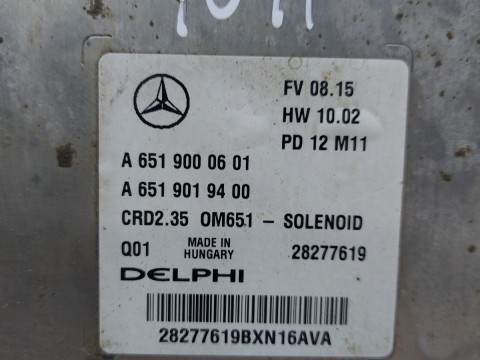 FV 08.15
HW 10.02
PD 12 M11
A 651 900 06 01
A 651 901 94 00
CRD2.35 OM651 - SOLENOID
Q01 MADE IN HUNGARY 28277619
DELPHI
28277619BXN16AVA